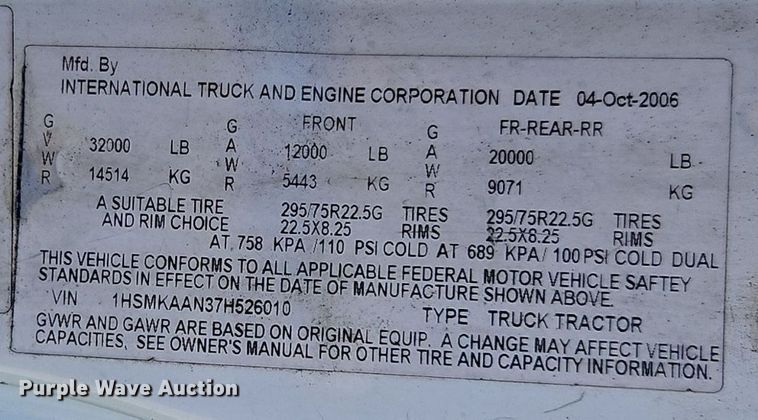 Mfd. By
INTERNATIONAL TRUCK AND ENGINE CORPORATION DATE 04-Oct-2006
GVWR 32000 LB GAWR FRONT 12000 LB GAWR FR-REAR-RR 20000 LB
14514 KG 5443 KG 9071 KG
A SUITABLE TIRE 295/75R22.5G TIRES 295/75R22.5G TIRES
AND RIM CHOICE 22.5X8.25 RIMS 22.5X8.25 RIMS
AT 758 KPA /110 PSI COLD AT 689 KPA/ 100 PSI COLD DUAL
THIS VEHICLE CONFORMS TO ALL APPLICABLE FEDERAL MOTOR VEHICLE SAFTEY
STANDARDS IN EFFECT ON THE DATE OF MANUFACTURE SHOWN ABOVE.
VIN 1HSMKAAN37H526010 TYPE TRUCK TRACTOR
GVWR AND GAWR ARE BASED ON ORIGINAL EQUIP. A CHANGE MAY AFFECT VEHICLE
CAPACITIES, SEE OWNER'S MANUAL FOR OTHER TIRE AND CAPACITY INFORMATION.
Purple Wave Auction